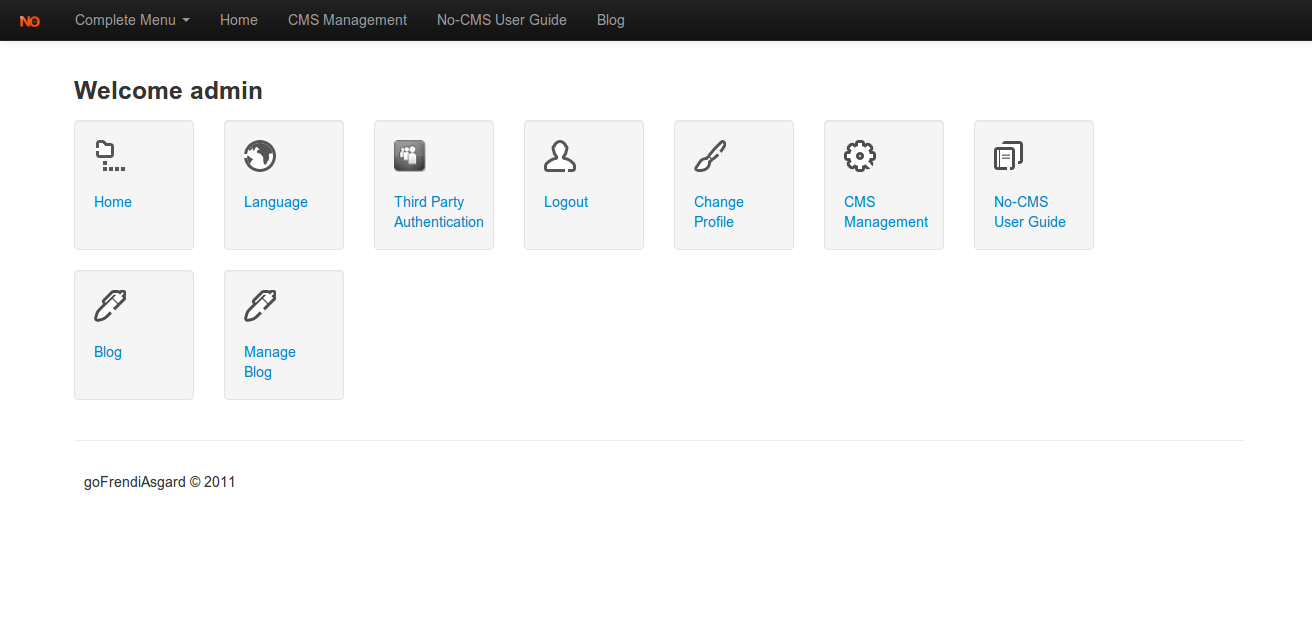 NO Complete Menu Home CMS Management No-CMS User Guide Blog
Welcome admin
Home
Language
Third Party
Authentication
Logout
Change
Profile
CMS
Management
No-CMS
User Guide
Blog
Manage
Blog
goFrendiAsgard © 2011